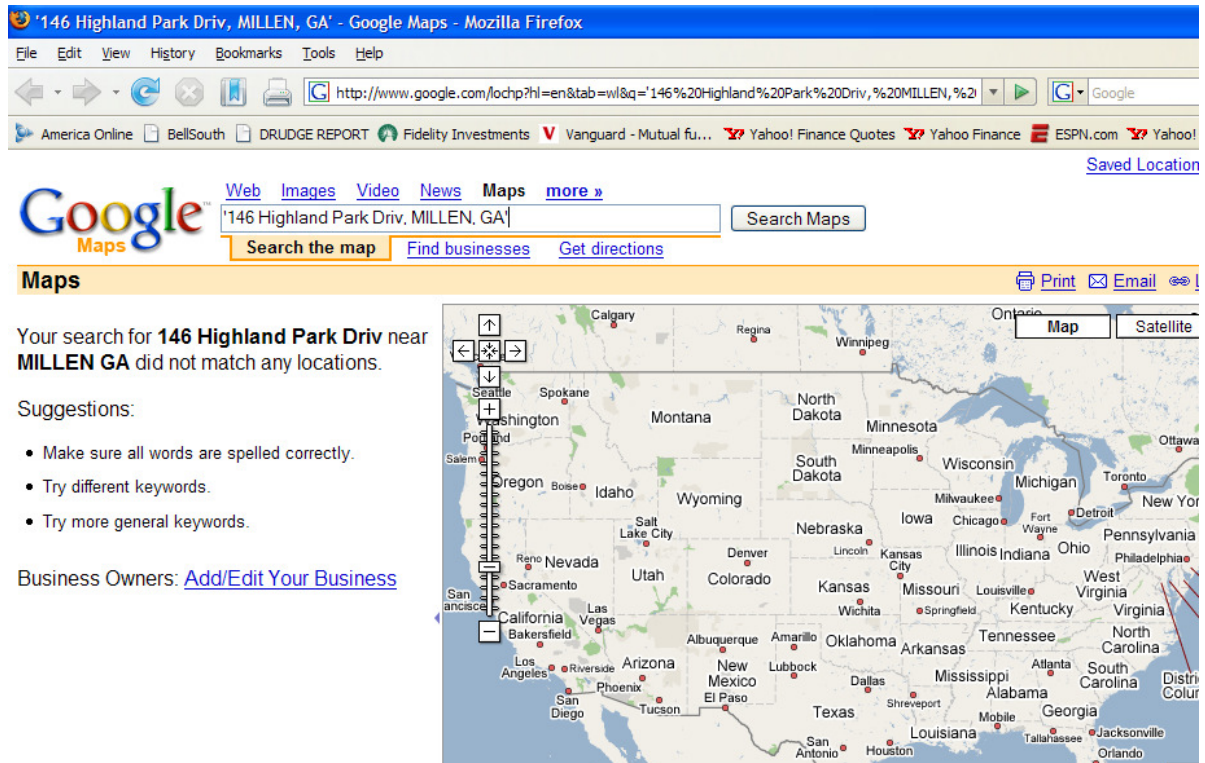 '146 Highland Park Driv, MILLEN, GA' - Google Maps - Mozilla Firefox
File Edit View History Bookmarks Tools Help
G http://www.google.com/lochp?hl=en&tab=wl&q='146%20Highland%20Park%20Driv,%20MILLEN,%2 G Google
America Online BellSouth DRUDGE REPORT Fidelity Investments V Vanguard - Mutual fu... Y? Yahoo! Finance Quotes Y? Yahoo Finance ESPN.com Y? Yahoo!
Saved Location
Google™ Maps
Web Images Video News Maps more »
'146 Highland Park Driv, MILLEN, GA' Search Maps
Search the map Find businesses Get directions
Maps Print Email
Your search for 146 Highland Park Driv near
MILLEN GA did not match any locations.
Suggestions:
• Make sure all words are spelled correctly.
• Try different keywords.
• Try more general keywords.
Business Owners: Add/Edit Your Business
Map Satellite
Calgary Regina Winnipeg Ontario
Seattle Spokane
Washington Montana North Dakota Minnesota
Portland Salem Minneapolis Ottawa
Oregon Boise Idaho Wyoming South Dakota Wisconsin Michigan Toronto
Milwaukee New Yor
Salt Lake City Nebraska Iowa Chicago Fort Wayne Detroit Pennsylvania
Reno Nevada Denver Lincoln Kansas City Illinois Indiana Ohio Philadelphia
Sacramento Utah Colorado Kansas Missouri Louisville West Virginia
San
ancisco
California Las Vegas Wichita Springfield Kentucky Virginia
Bakersfield Albuquerque Amarillo Oklahoma Arkansas Tennessee North Carolina
Los Angeles Riverside Arizona New Mexico Lubbock Dallas Mississippi Atlanta South Carolina Distri
Colur
Phoenix El Paso Shreveport Alabama
San Diego Tucson Texas Mobile Georgia
Louisiana Tallahassee Jacksonville
San Antonio Houston Orlando